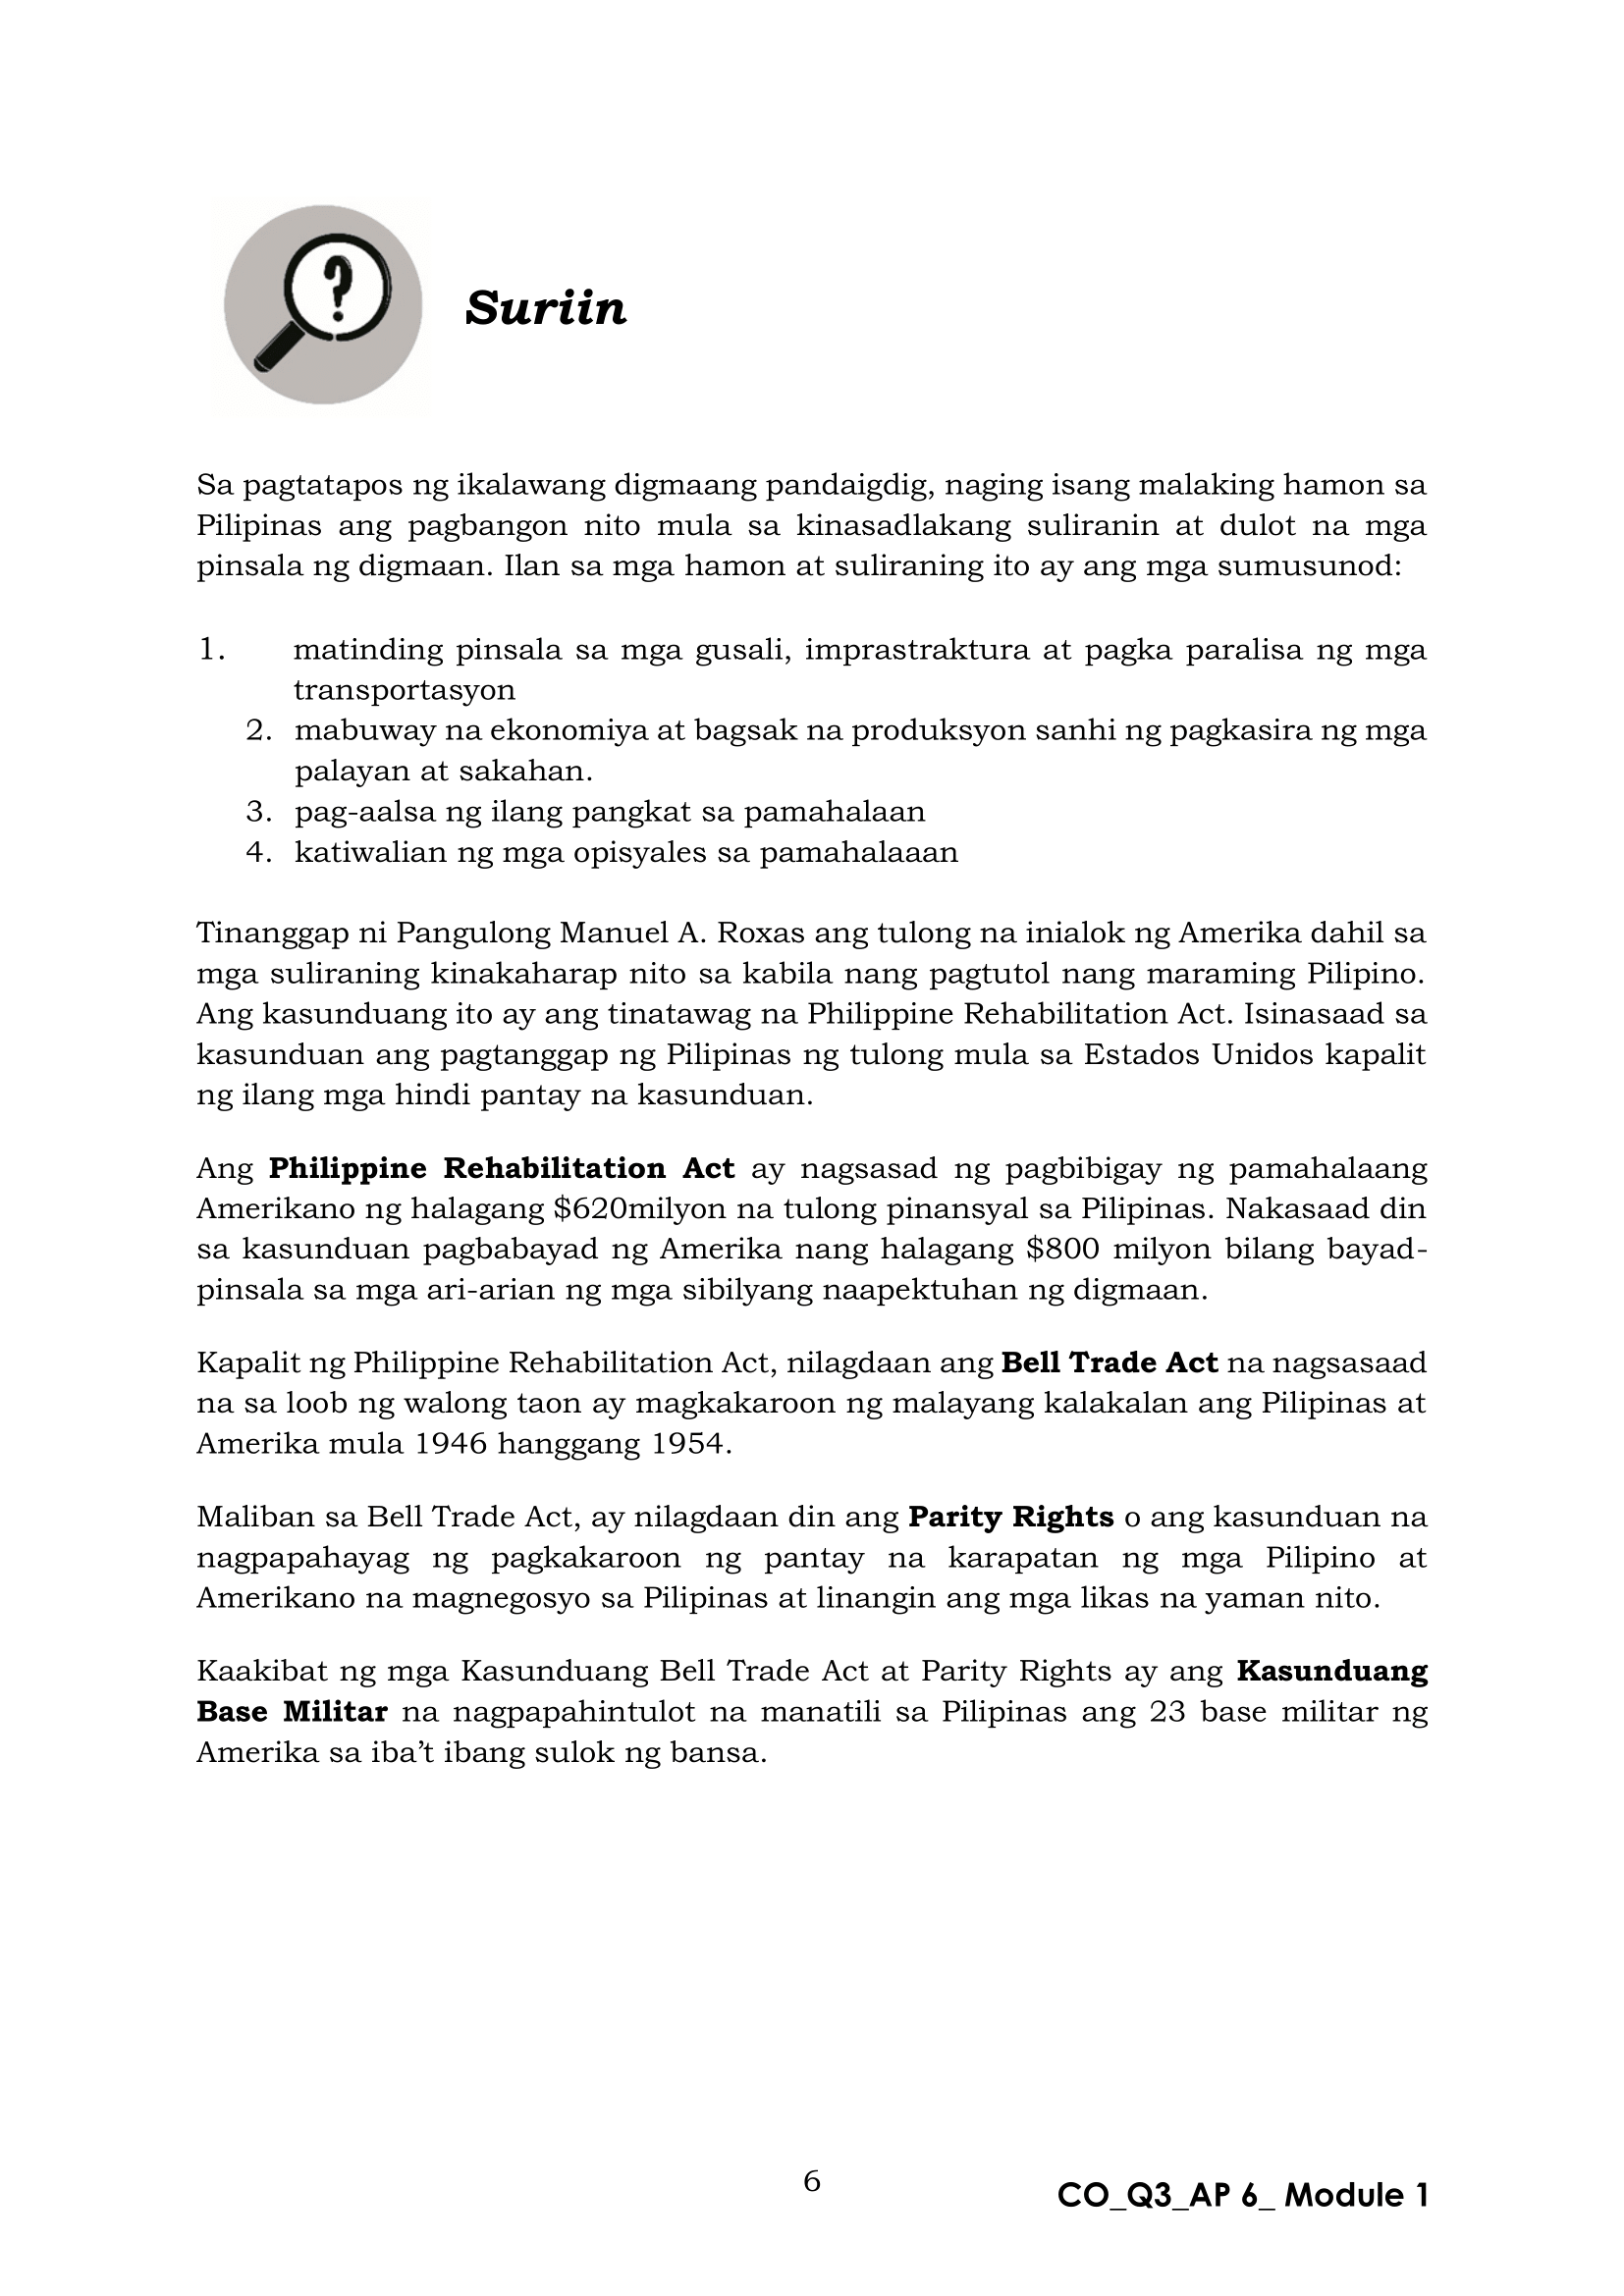 Suriin
Sa pagtatapos ng ikalawang digmaang pandaigdig, naging isang malaking hamon sa
Pilipinas ang pagbangon nito mula sa kinasadlakang suliranin at dulot na mga
pinsala ng digmaan. Ilan sa mga hamon at suliraning ito ay ang mga sumusunod:
1. matinding pinsala sa mga gusali, imprastraktura at pagka paralisa ng mga
transportasyon
2. mabuway na ekonomiya at bagsak na produksyon sanhi ng pagkasira ng mga
palayan at sakahan.
3. pag-aalsa ng ilang pangkat sa pamahalaan
4. katiwalian ng mga opisyales sa pamahalaaan
Tinanggap ni Pangulong Manuel A. Roxas ang tulong na inialok ng Amerika dahil sa
mga suliraning kinakaharap nito sa kabila nang pagtutol nang maraming Pilipino.
Ang kasunduang ito ay ang tinatawag na Philippine Rehabilitation Act. Isinasaad sa
kasunduan ang pagtanggap ng Pilipinas ng tulong mula sa Estados Unidos kapalit
ng ilang mga hindi pantay na kasunduan.
Ang Philippine Rehabilitation Act ay nagsasad ng pagbibigay ng pamahalaang
Amerikano ng halagang $620milyon na tulong pinansyal sa Pilipinas. Nakasaad din
sa kasunduan pagbabayad ng Amerika nang halagang $800 milyon bilang bayad-
pinsala sa mga ari-arian ng mga sibilyang naapektuhan ng digmaan.
Kapalit ng Philippine Rehabilitation Act, nilagdaan ang Bell Trade Act na nagsasaad
na sa loob ng walong taon ay magkakaroon ng malayang kalakalan ang Pilipinas at
Amerika mula 1946 hanggang 1954.
Maliban sa Bell Trade Act, ay nilagdaan din ang Parity Rights o ang kasunduan na
nagpapahayag ng pagkakaroon ng pantay na karapatan ng mga Pilipino at
Amerikano na magnegosyo sa Pilipinas at linangin ang mga likas na yaman nito.
Kaakibat ng mga Kasunduang Bell Trade Act at Parity Rights ay ang Kasunduang
Base Militar na nagpapahintulot na manatili sa Pilipinas ang 23 base militar ng
Amerika sa iba’t ibang sulok ng bansa.
6
CO_Q3_AP 6_ Module 1